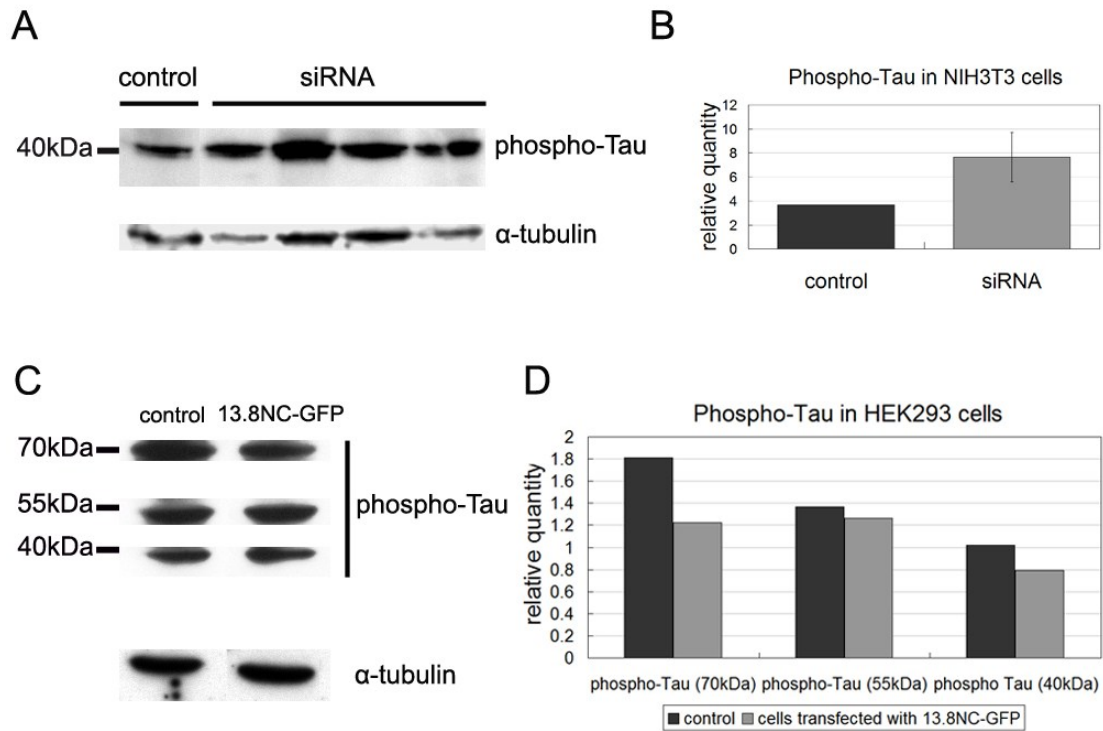 A
control
siRNA
40kDa
phospho-Tau
α-tubulin
B
Phospho-Tau in NIH3T3 cells
relative quantity
12
10
8
6
4
2
0
control
siRNA
C
control
13.8NC-GFP
70kDa
55kDa
40kDa
phospho-Tau
α-tubulin
D
Phospho-Tau in HEK293 cells
relative quantity
2
1.8
1.6
1.4
1.2
1
0.8
0.6
0.4
0.2
0
phospho-Tau (70kDa)
phospho-Tau (55kDa)
phospho Tau (40kDa)
control
cells transfected with 13.8NC-GFP